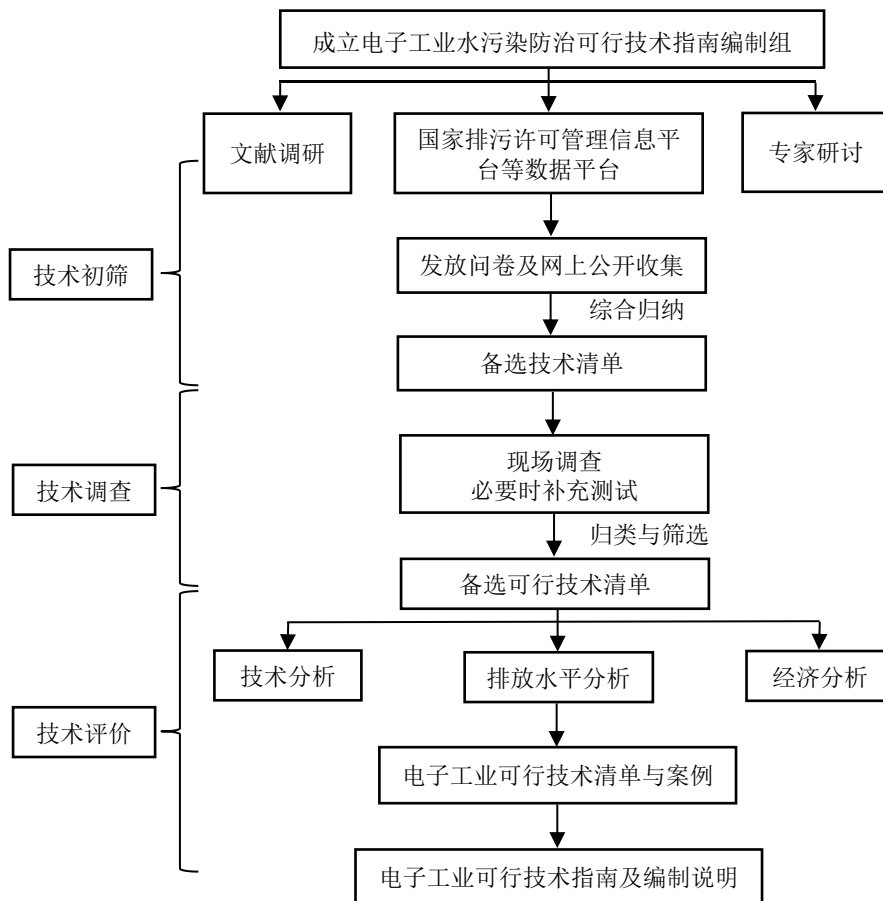 成立电子工业水污染防治可行技术指南编制组
文献调研
国家排污许可管理信息平
台等数据平台
专家研讨
技术初筛
发放问卷及网上公开收集
综合归纳
备选技术清单
技术调查
现场调查
必要时补充测试
归类与筛选
备选可行技术清单
技术分析
排放水平分析
经济分析
技术评价
电子工业可行技术清单与案例
电子工业可行技术指南及编制说明